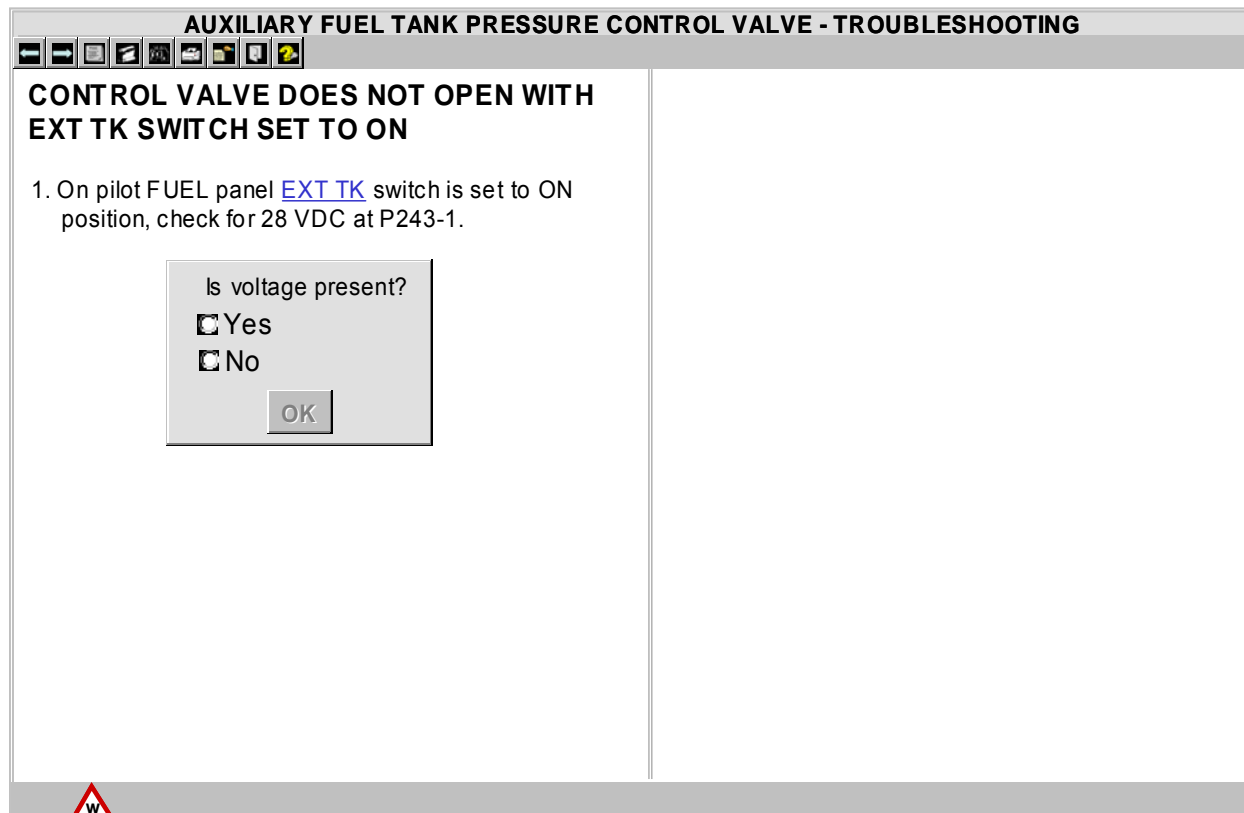 AUXILIARY FUEL TANK PRESSURE CONTROL VALVE - TROUBLESHOOTING
CONTROL VALVE DOES NOT OPEN WITH
EXT TK SWITCH SET TO ON
1. On pilot FUEL panel EXT TK switch is set to ON
position, check for 28 VDC at P243-1.
Is voltage present?
Yes
No
OK
W